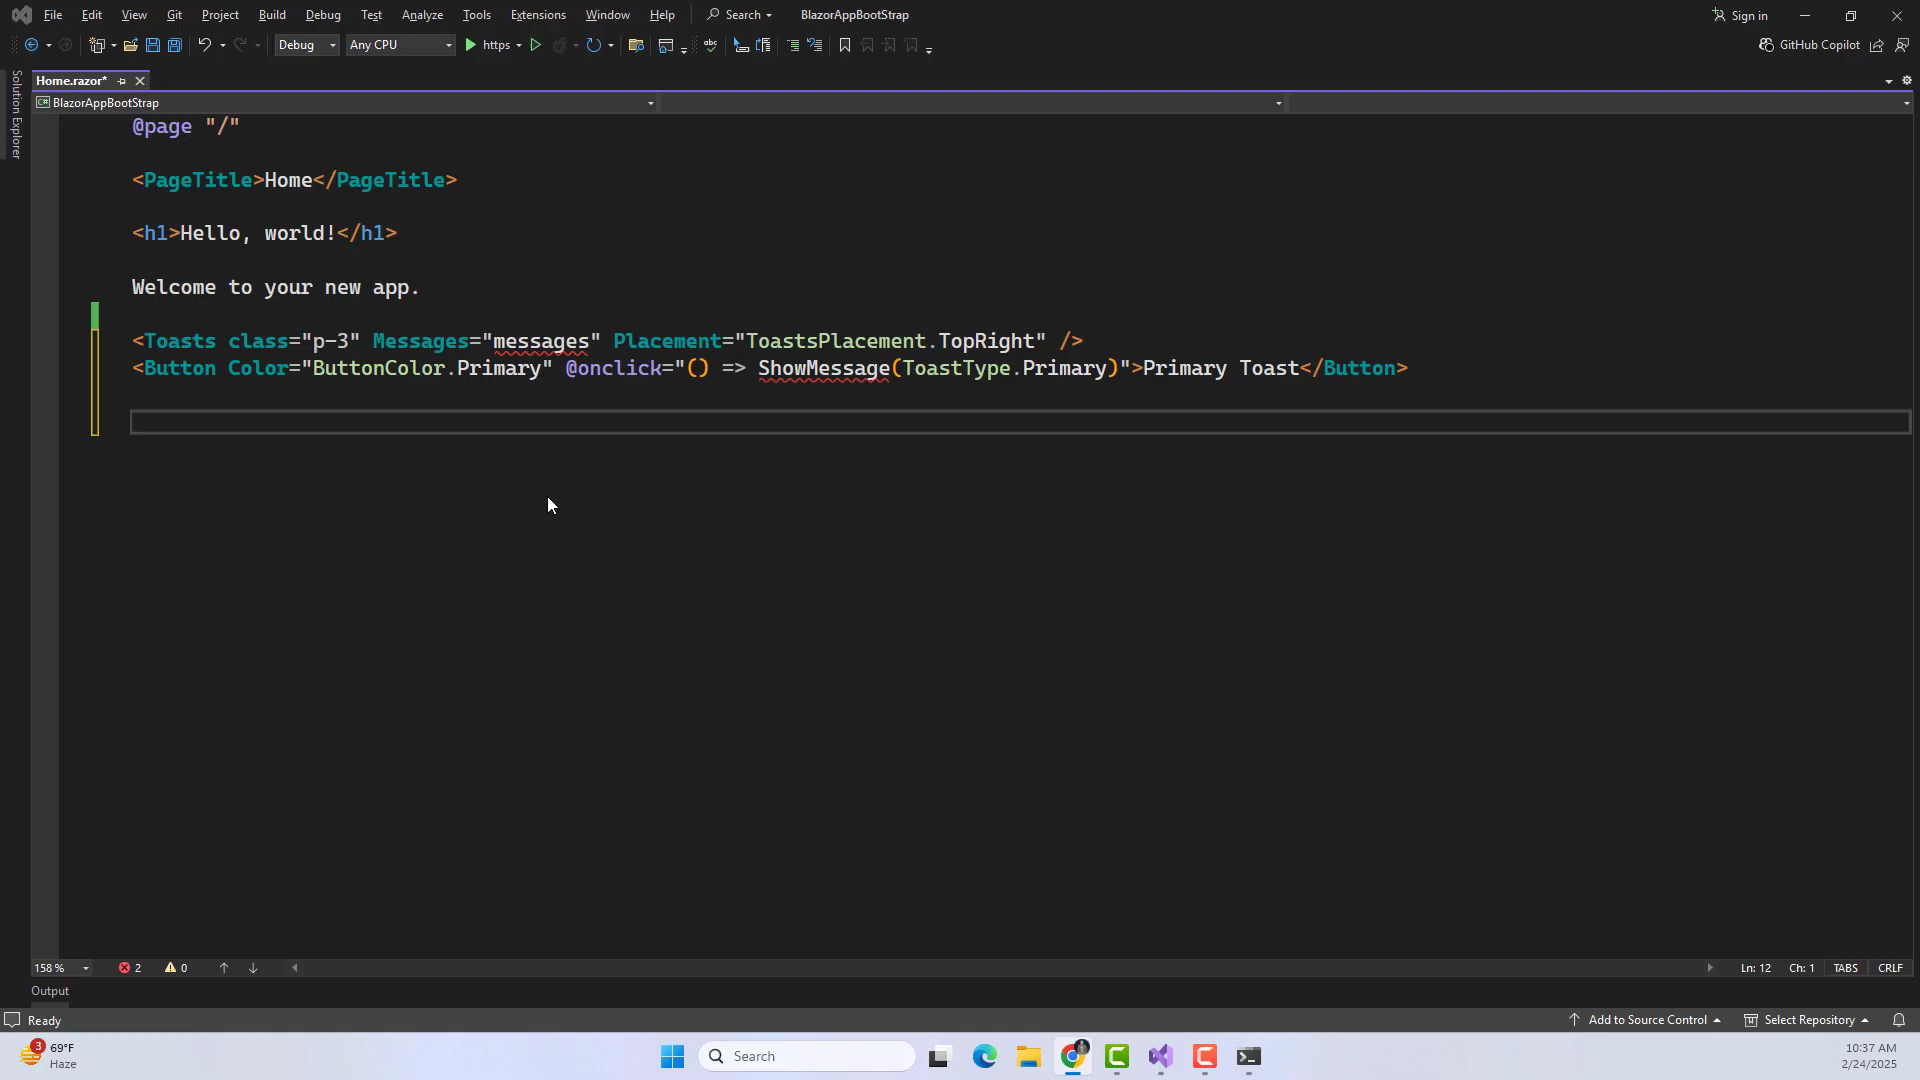 File Edit View Git Project Build Debug Test Analyze Tools Extensions Window Help Search BlazorAppBootStrap Sign in
Debug Any CPU https abc GitHub Copilot
Solution Explorer
Home.razor*
C# BlazorAppBootStrap
@page "/"
<PageTitle>Home</PageTitle>
<h1>Hello, world!</h1>
Welcome to your new app.
<Toasts class="p-3" Messages="messages" Placement="ToastsPlacement.TopRight" />
<Button Color="ButtonColor.Primary" @onclick="() => ShowMessage(ToastType.Primary)">Primary Toast</Button>
158 % 2 0 Ln: 12 Ch: 1 TABS CRLF
Output
Ready Add to Source Control Select Repository
3 69°F Search 10:37 AM
Haze 2/24/2025